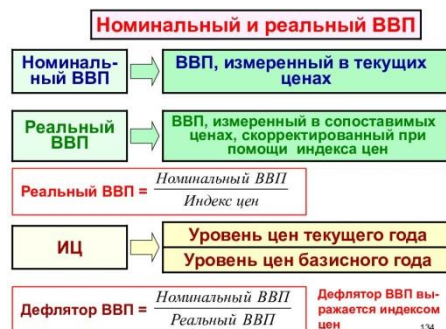 Номинальный и реальный ВВП
Номиналь-
ный ВВП
ВВП, измеренный в текущих
ценах
Реальный
ВВП
ВВП, измеренный в сопоставимых
ценах, скорректированный при
помощи индекса цен
Реальный ВВП = Номинальный ВВП
Индекс цен
ИЦ
Уровень цен текущего года
Уровень цен базисного года
Дефлятор ВВП = Номинальный ВВП
Реальный ВВП
Дефлятор ВВП вы-
ражается индексом
цен
134